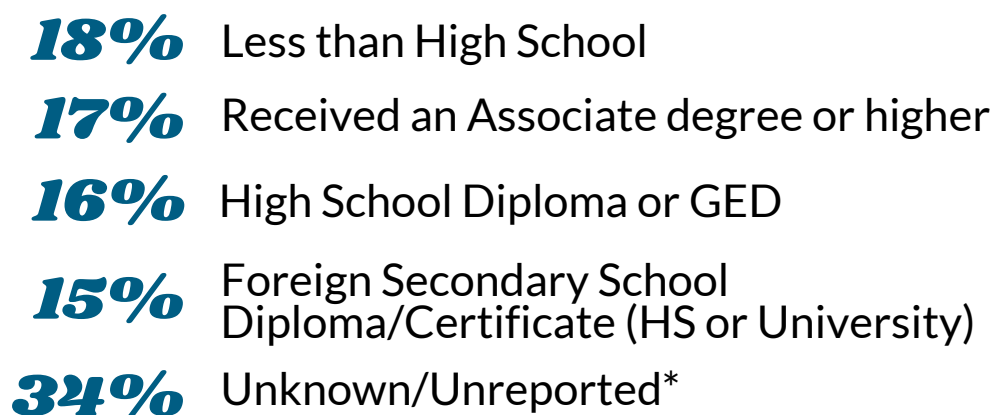 18% Less than High School
17% Received an Associate degree or higher
16% High School Diploma or GED
15% Foreign Secondary School
Diploma/Certificate (HS or University)
34% Unknown/Unreported*